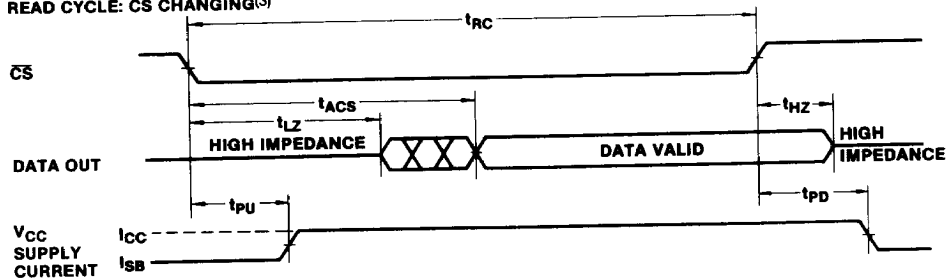 READ CYCLE: CS CHANGING(3)
tRC
CS
tACS
tLZ
tHZ
HIGH IMPEDANCE
DATA OUT
DATA VALID
HIGH
IMPEDANCE
tPU
tPD
VCC
SUPPLY
CURRENT
ICC
ISB